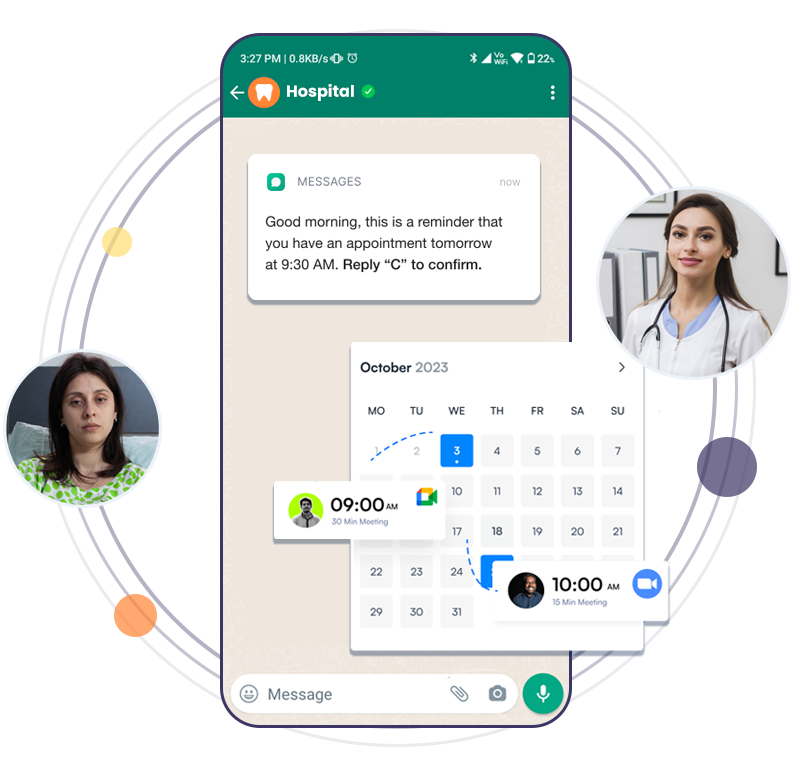 3:27 PM | 0.8KB/s
Vo
WiFi
22%
Hospital
MESSAGES
now
Good morning, this is a reminder that
you have an appointment tomorrow
at 9:30 AM. Reply “C” to confirm.
October 2023
MO TU WE TH FR SA SU
1 2 3 4 5 6 7
10 11 12 13 14
09:00 AM
30 Min Meeting
17 18 19 20 21
22 23 24
10:00 AM
15 Min Meeting
29 30 31
Message